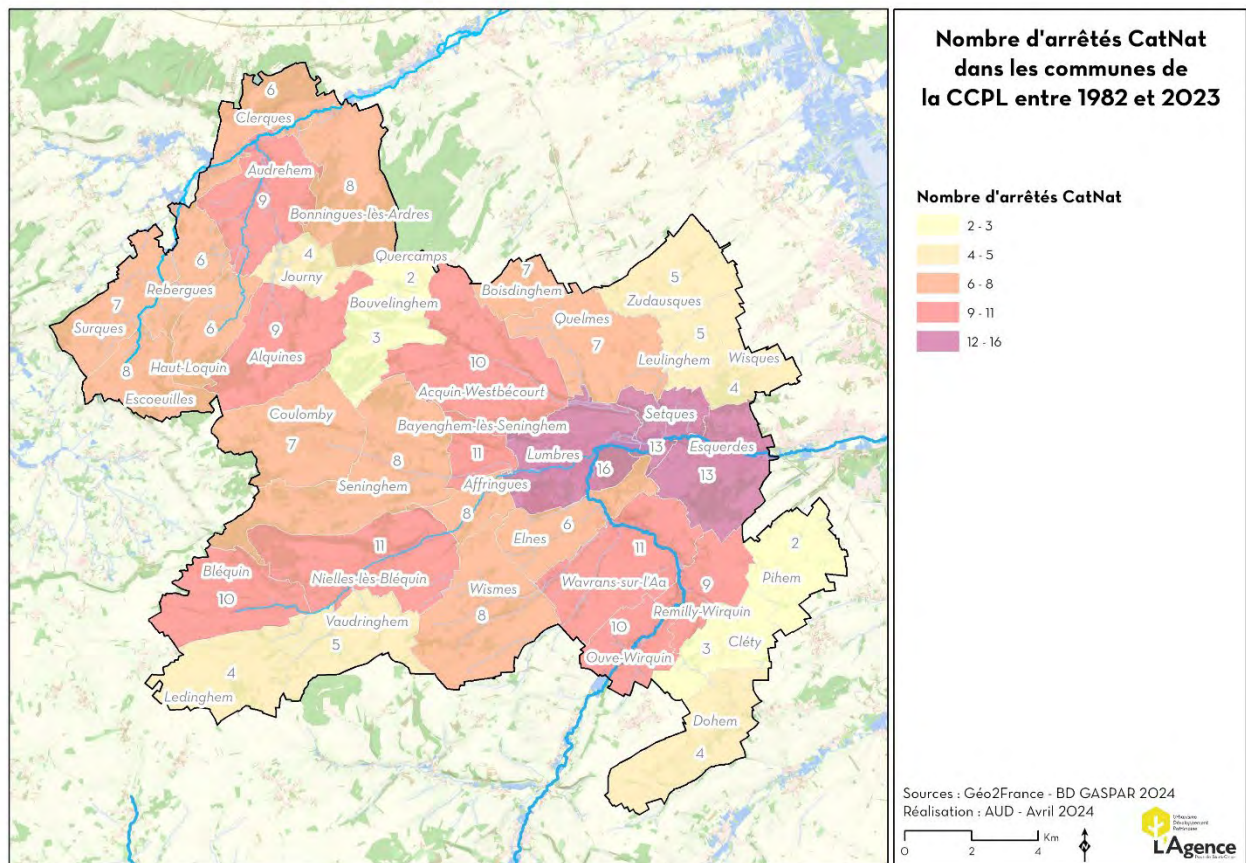 Nombre d'arrêtés CatNat
dans les communes de
la CCPL entre 1982 et 2023
Nombre d'arrêtés CatNat
2 - 3
4 - 5
6 - 8
9 - 11
12 - 16
6
Clerques
Audrehem
9
8
Bonningues-lès-Ardres
4
Journy
Quercamps
2
Bouvelinghem
3
6
Rebergues
7
Surques
6
Haut-Loquin
8
Escoeuilles
9
Alquines
7
Boisdinghem
Quelmes
7
5
Zudausques
5
Leulinghem
Wisques
4
10
Acquin-Westbécourt
Coulomby
7
Bayenghem-lès-Seninghem
11
8
Seninghem
Lumbres
16
Setques
13
Esquerdes
13
Affringues
8
Elnes
6
11
Nielles-lès-Bléquin
Bléquin
10
Wismes
8
11
Wavrans-sur-l'Aa
9
Remilly-Wirquin
10
Ouve-Wirquin
2
Pihem
3
Cléty
Vaudringhem
5
4
Ledinghem
Dohem
4
Sources : Géo2France - BD GASPAR 2024
Réalisation : AUD - Avril 2024
Km
0 2 4
N
L'Agence